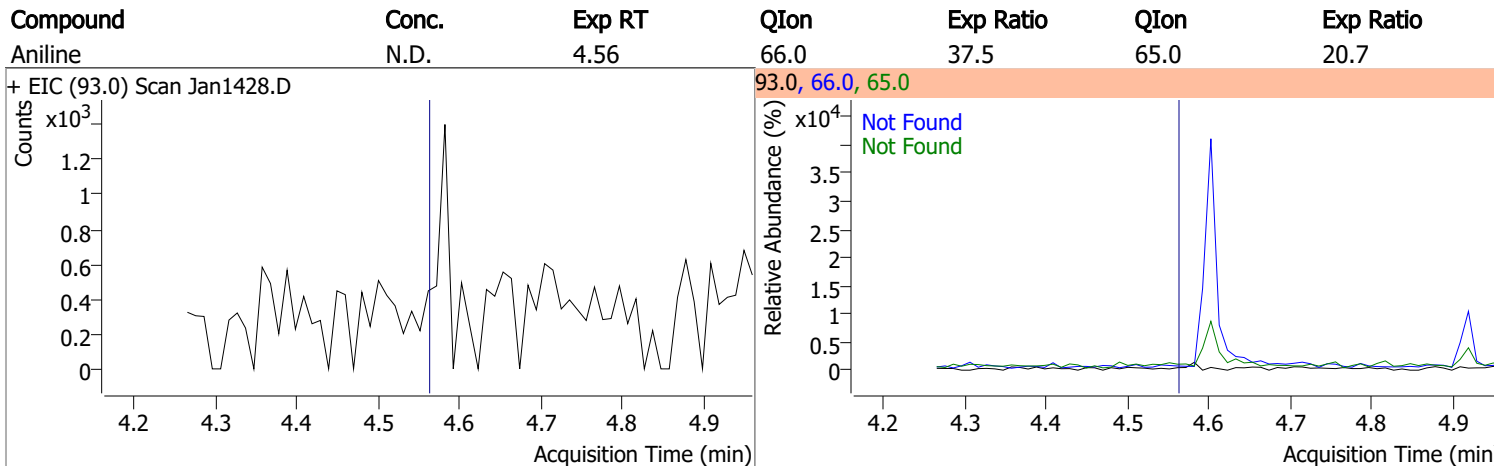 Compound Conc. Exp RT QIon Exp Ratio QIon Exp Ratio
Aniline N.D. 4.56 66.0 37.5 65.0 20.7
+ EIC (93.0) Scan Jan1428.D
Counts
x10³
1.2
1
0.8
0.6
0.4
0.2
0
4.2 4.3 4.4 4.5 4.6 4.7 4.8 4.9
Acquisition Time (min)
93.0, 66.0, 65.0
Relative Abundance (%)
x10⁴
Not Found
Not Found
3.5
3
2.5
2
1.5
1
0.5
0
4.2 4.3 4.4 4.5 4.6 4.7 4.8 4.9
Acquisition Time (min